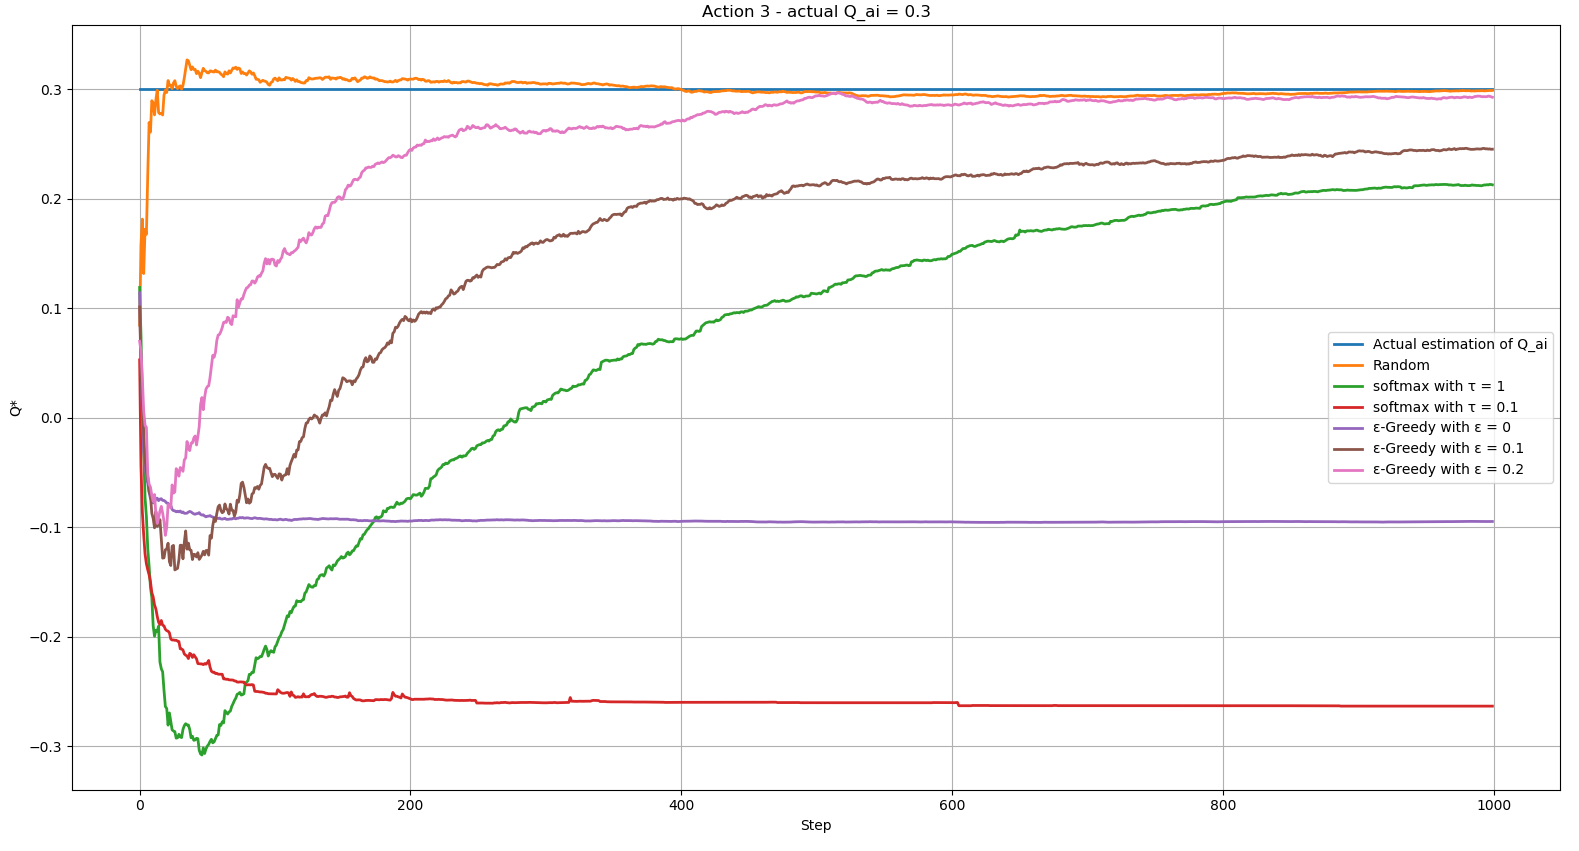 Action 3 - actual Q_ai = 0.3
Q*
0.3
0.2
0.1
0.0
−0.1
−0.2
−0.3
Actual estimation of Q_ai
Random
softmax with τ = 1
softmax with τ = 0.1
ε-Greedy with ε = 0
ε-Greedy with ε = 0.1
ε-Greedy with ε = 0.2
0 200 400 600 800 1000
Step